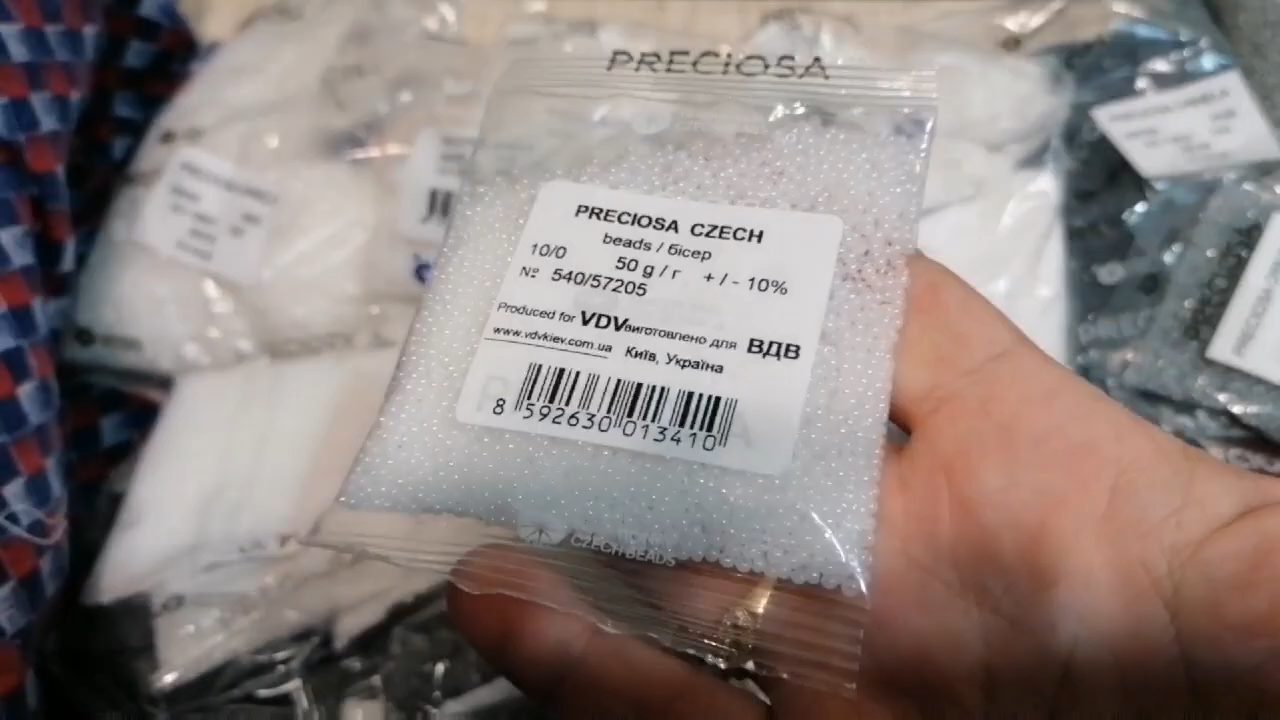 PRECIOSA
PRECIOSA CZECH
beads / бісер
10/0 50 g / г + / - 10%
№ 540/57205
Produced for VDV виготовлено для ВДВ
www.vdvkiev.com.ua Київ, Україна
8 592630 013410
CZECH BEADS